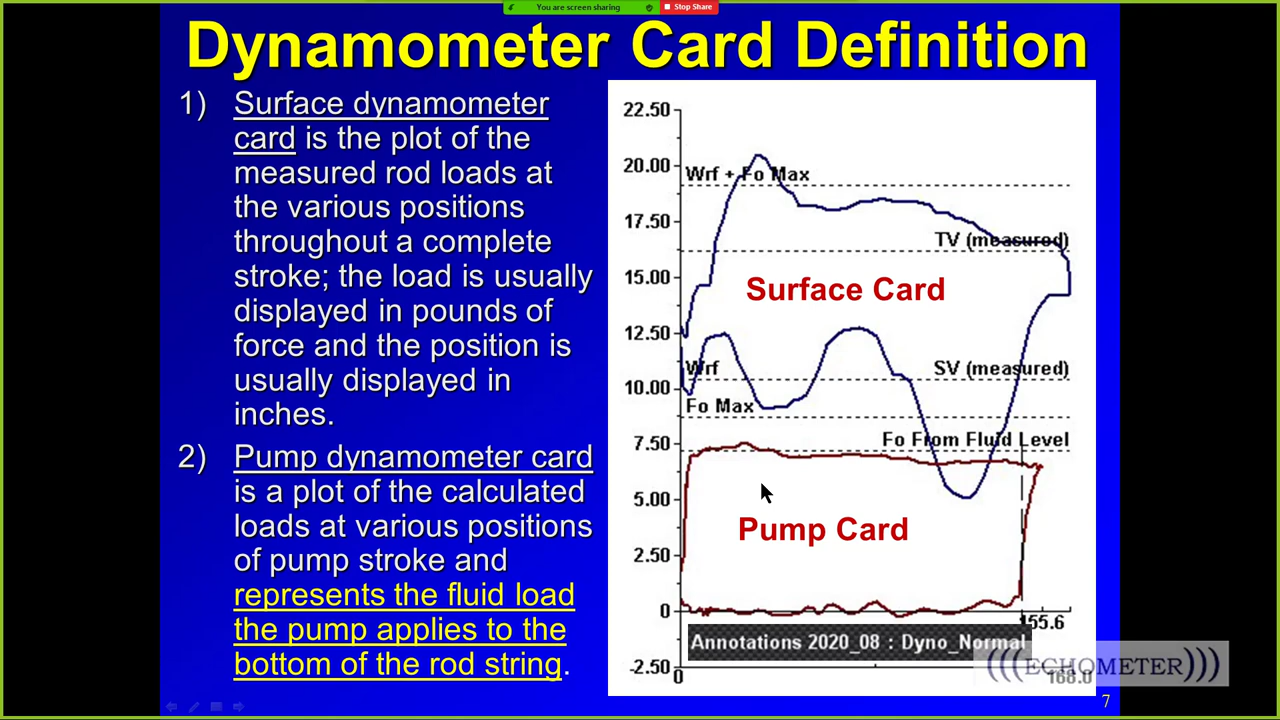 You are screen sharing
Stop Share
Dynamometer Card Definition
1) Surface dynamometer
card is the plot of the
measured rod loads at
the various positions
throughout a complete
stroke; the load is usually
displayed in pounds of
force and the position is
usually displayed in
inches.
2) Pump dynamometer card
is a plot of the calculated
loads at various positions
of pump stroke and
represents the fluid load
the pump applies to the
bottom of the rod string.
22.50
20.00
Wrf + Fo Max
17.50
TV (measured)
15.00
Surface Card
12.50
Wrf
SV (measured)
10.00
Fo Max
7.50
Fo From Fluid Level
5.00
Pump Card
2.50
0
155.6
Annotations 2020_08 : Dyno_Normal
(((ECHOMETER)))
-2.50
0
168.0
7